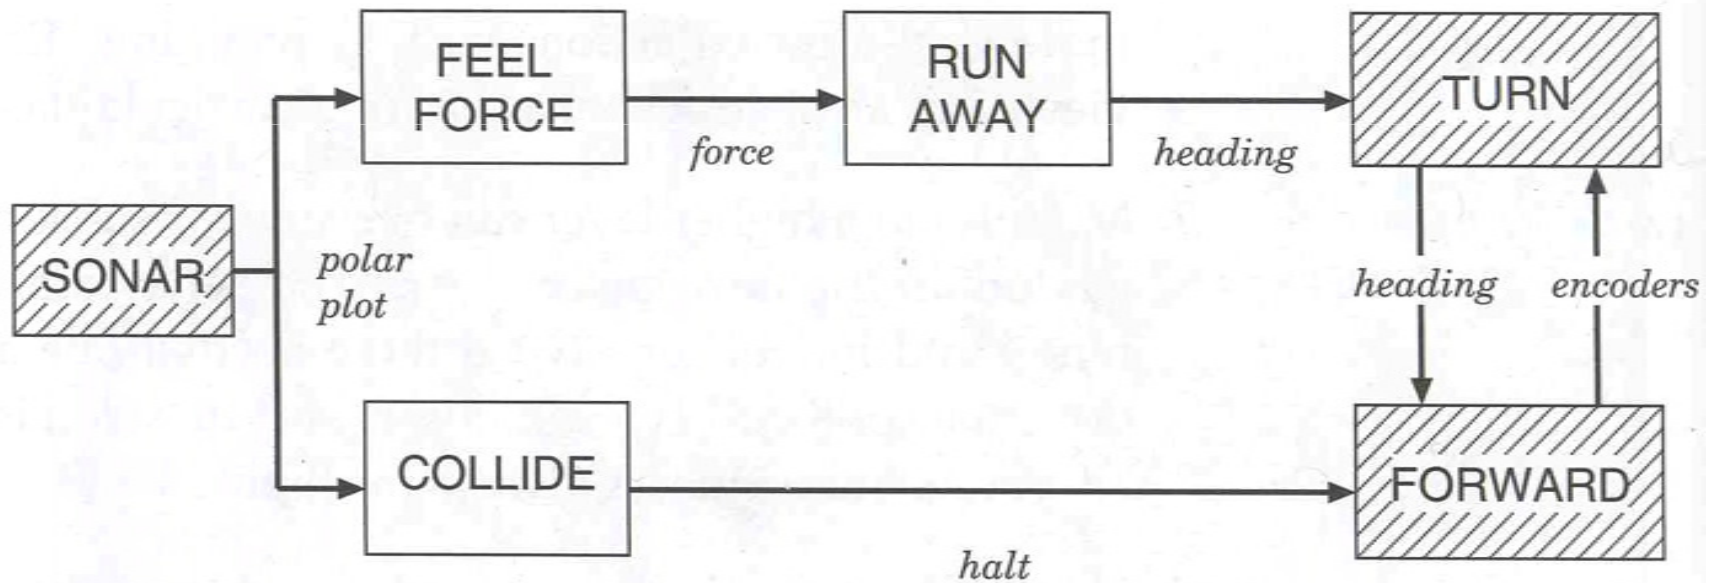 FEEL
FORCE
RUN
AWAY
TURN
force
heading
SONAR
polar
plot
heading
encoders
COLLIDE
FORWARD
halt